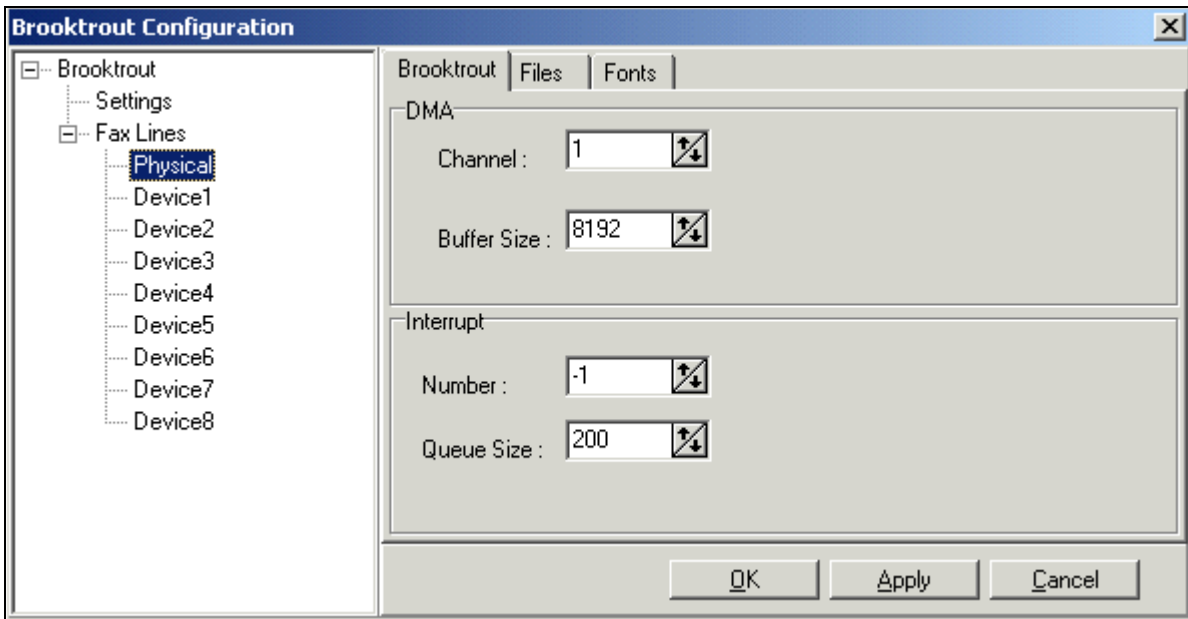 Brooktrout Configuration
Brooktrout
Settings
Fax Lines
Physical
Device1
Device2
Device3
Device4
Device5
Device6
Device7
Device8
Brooktrout Files Fonts
DMA
Channel : 1
Buffer Size : 8192
Interrupt
Number : -1
Queue Size : 200
OK Apply Cancel